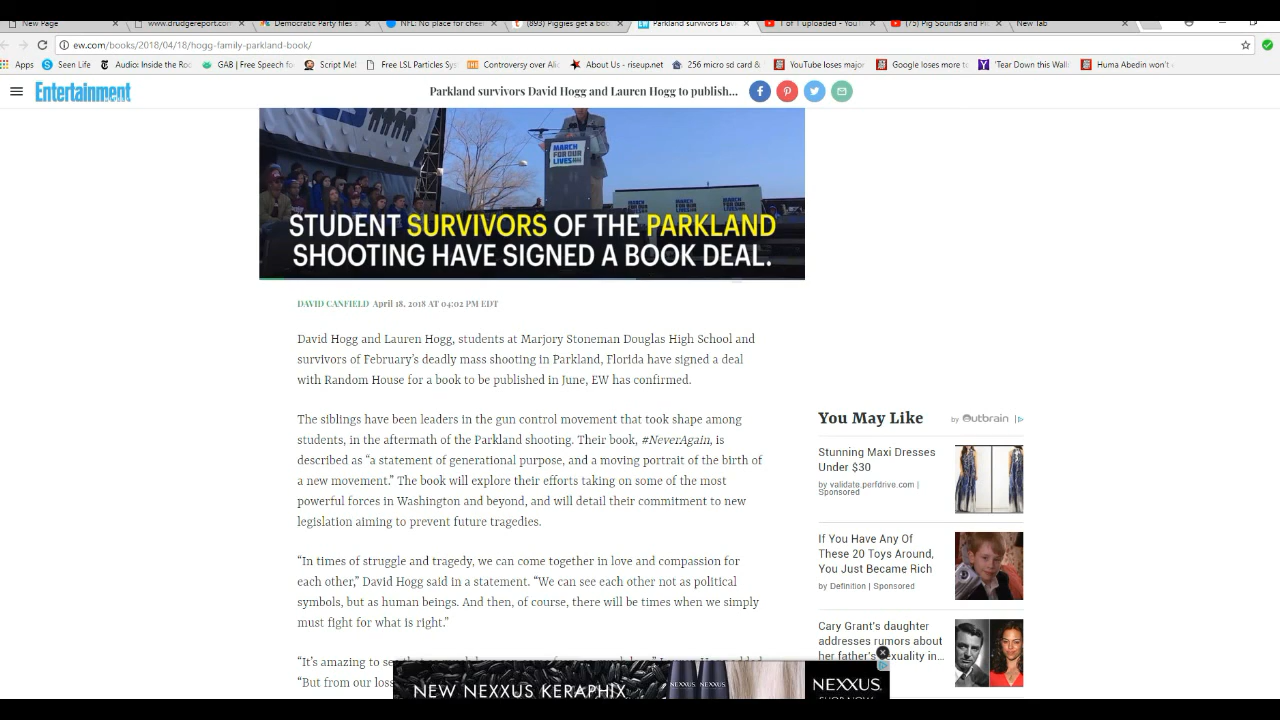 New Page
www.drudgereport.com
Democratic Party files s
NFL: No place for cheer
(893) Piggies get a boo
Parkland survivors Dav
1 of 1 uploaded - YouT
(75) Pig Sounds and Pic
New Tab
ew.com/books/2018/04/18/hogg-family-parkland-book/
Apps
Seen Life
Audio: Inside the Roc
GAB | Free Speech fo
Script Me!
Free LSL Particles Sys
Controversy over Ali
About Us - riseup.net
256 micro sd card &
YouTube loses major
Google loses more t
'Tear Down this Wall
Huma Abedin won't
Entertainment
Parkland survivors David Hogg and Lauren Hogg to publish...
MARCH
FOR OUR
LIVES
STUDENT SURVIVORS OF THE PARKLAND
SHOOTING HAVE SIGNED A BOOK DEAL.
DAVID CANFIELD April 18, 2018 AT 04:02 PM EDT
David Hogg and Lauren Hogg, students at Marjory Stoneman Douglas High School and
survivors of February's deadly mass shooting in Parkland, Florida have signed a deal
with Random House for a book to be published in June, EW has confirmed.
The siblings have been leaders in the gun control movement that took shape among
students, in the aftermath of the Parkland shooting. Their book, #NeverAgain, is
described as “a statement of generational purpose, and a moving portrait of the birth of
a new movement.” The book will explore their efforts taking on some of the most
powerful forces in Washington and beyond, and will detail their commitment to new
legislation aiming to prevent future tragedies.
“In times of struggle and tragedy, we can come together in love and compassion for
each other,” David Hogg said in a statement. “We can see each other not as political
symbols, but as human beings. And then, of course, there will be times when we simply
must fight for what is right.”
“It's amazing to se
“But from our loss
You May Like
by Outbrain
Stunning Maxi Dresses
Under $30
by validate.perfdrive.com |
Sponsored
If You Have Any Of
These 20 Toys Around,
You Just Became Rich
by Definition | Sponsored
Cary Grant's daughter
addresses rumors about
her father's sexuality in...
NEW NEXXUS KERAPHIX
NEXXUS NEXXUS
NEXXUS